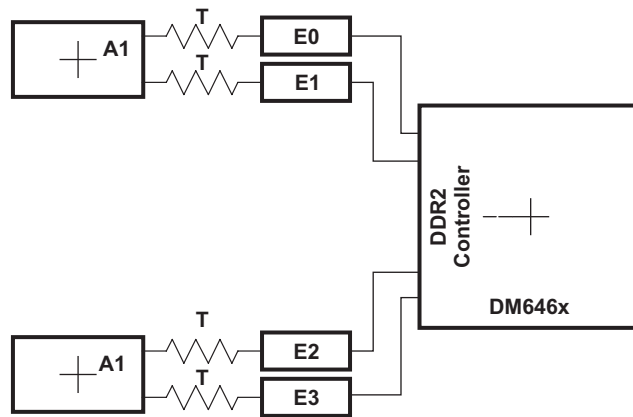 T
A1
E0
T
E1
DDR2
Controller
DM646x
T
A1
E2
T
E3